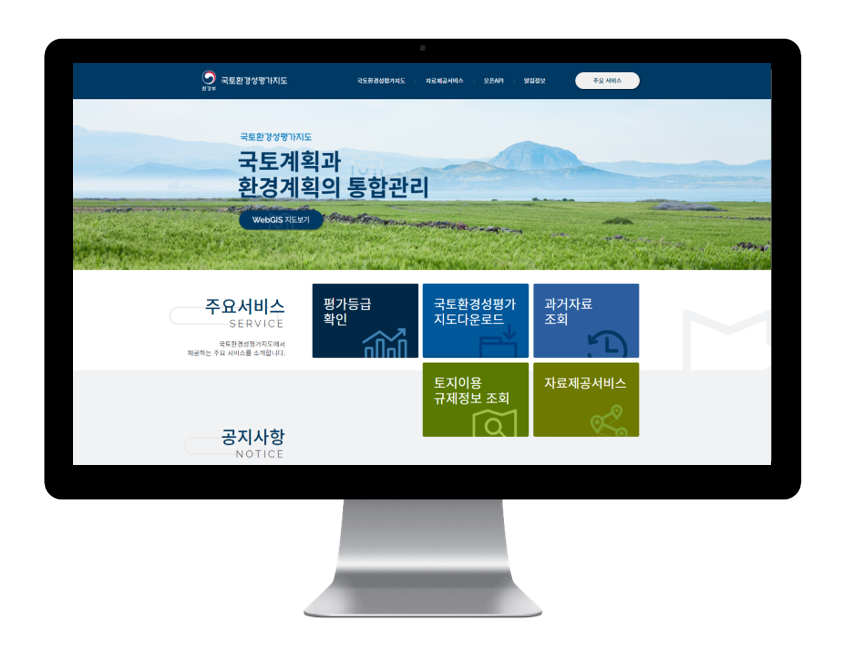 환경부
국토환경성평가지도
국토환경성평가지도
자료제공서비스
오픈API
알림정보
주요 서비스
국토환경성평가지도
국토계획과
환경계획의 통합관리
WebGIS 지도보기
주요서비스
SERVICE
국토환경성평가지도에서
제공하는 주요 서비스를 소개합니다.
평가등급
확인
국토환경성평가
지도다운로드
과거자료
조회
토지이용
규제정보 조회
자료제공서비스
공지사항
NOTICE